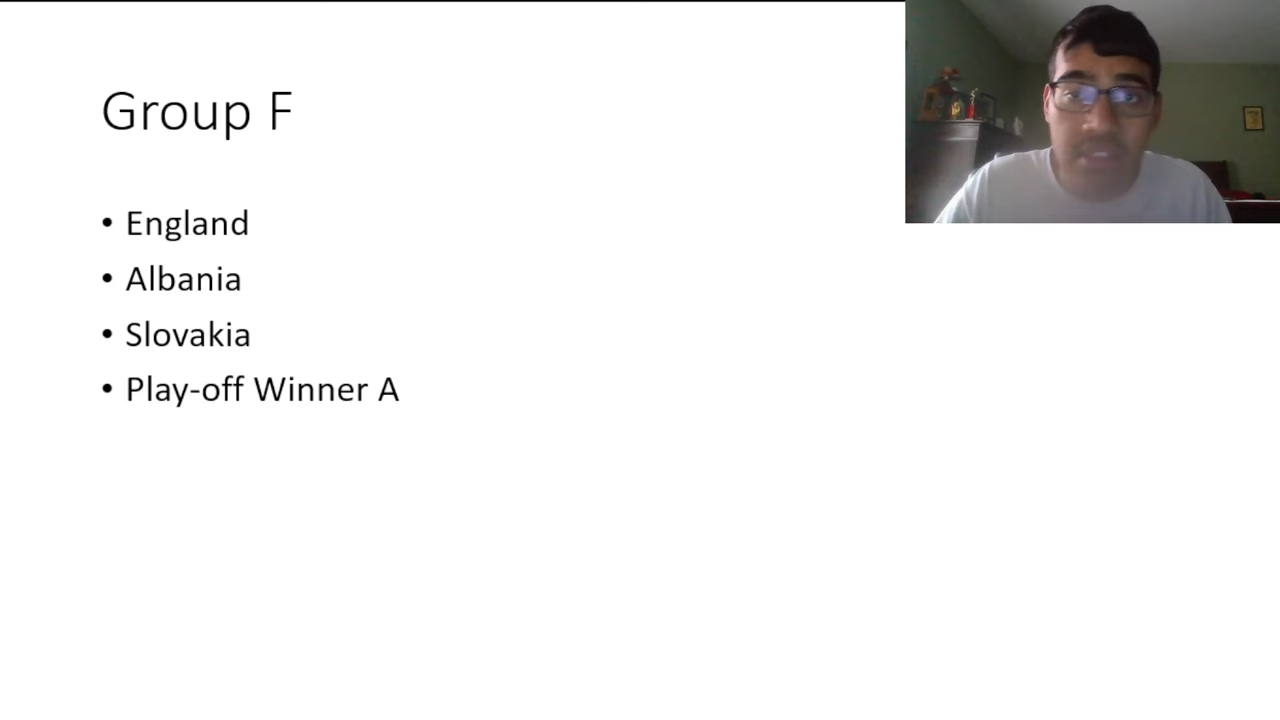 Group F
• England
• Albania
• Slovakia
• Play-off Winner A